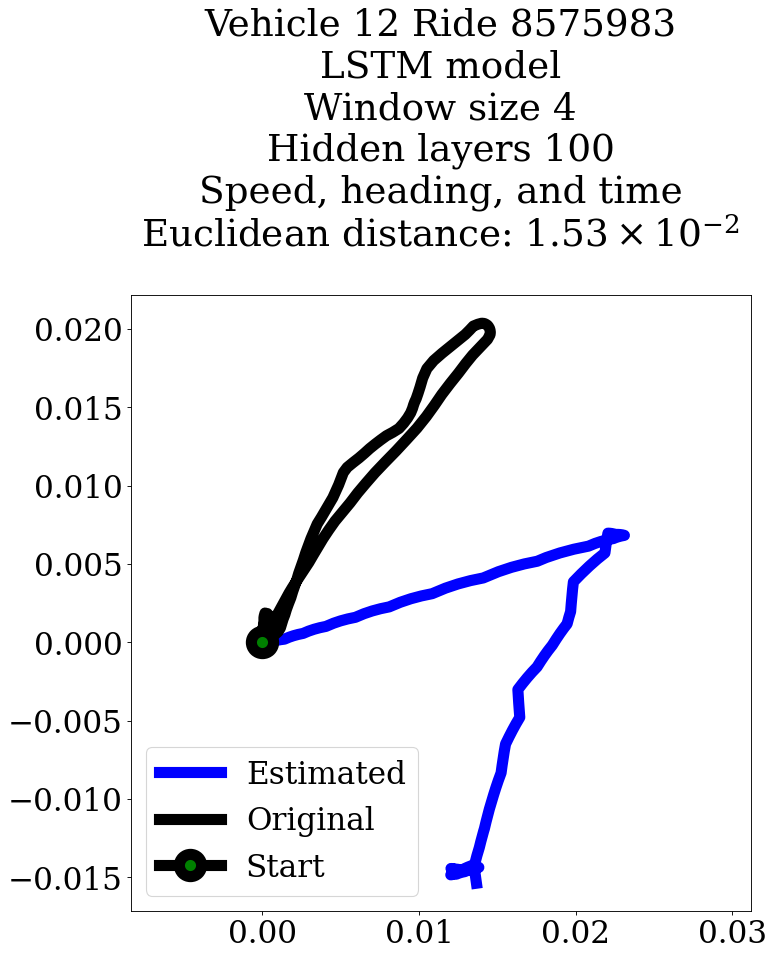 Vehicle 12 Ride 8575983
LSTM model
Window size 4
Hidden layers 100
Speed, heading, and time
Euclidean distance: 1.53 × 10⁻²
0.020
0.015
0.010
0.005
0.000
−0.005
−0.010
−0.015
Estimated
Original
Start
0.00 0.01 0.02 0.03